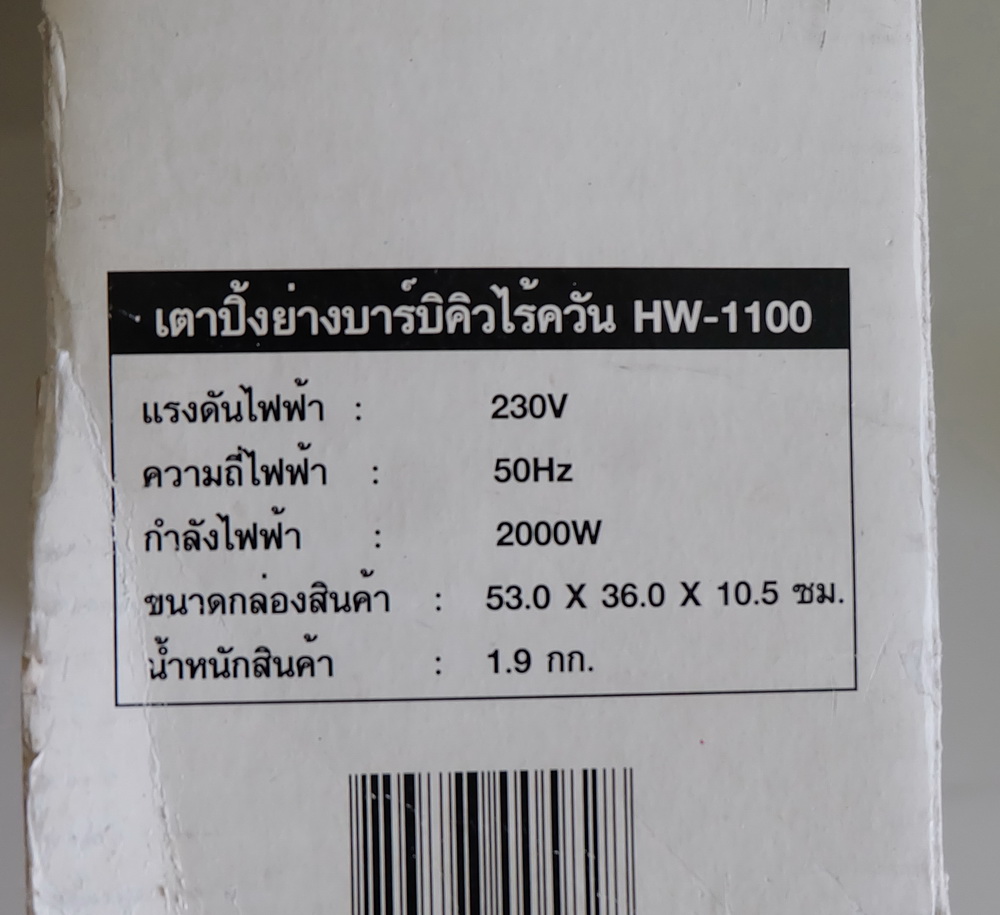 เตาปิ้งย่างบาร์บิคิวไร้ควัน HW-1100
แรงดันไฟฟ้า : 230V
ความถี่ไฟฟ้า : 50Hz
กำลังไฟฟ้า : 2000W
ขนาดกล่องสินค้า : 53.0 X 36.0 X 10.5 ซม.
น้ำหนักสินค้า : 1.9 กก.